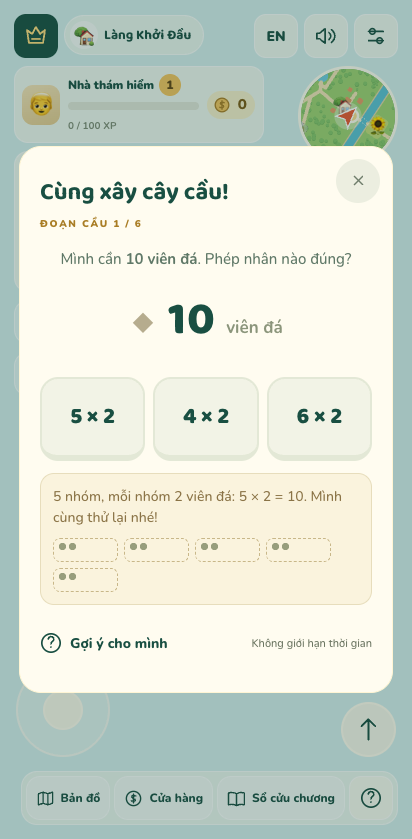 Làng Khởi Đầu
EN
Nhà thám hiểm 1
0
0 / 100 XP
Cùng xây cây cầu!
ĐOẠN CẦU 1 / 6
Mình cần 10 viên đá. Phép nhân nào đúng?
10 viên đá
5 × 2
4 × 2
6 × 2
5 nhóm, mỗi nhóm 2 viên đá: 5 × 2 = 10. Mình
cùng thử lại nhé!
Gợi ý cho mình
Không giới hạn thời gian
Bản đồ
Cửa hàng
Sổ cửu chương